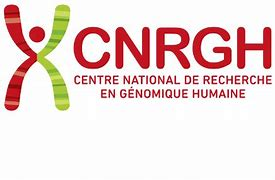 CNRGH
CENTRE NATIONAL DE RECHERCHE
EN GÉNOMIQUE HUMAINE